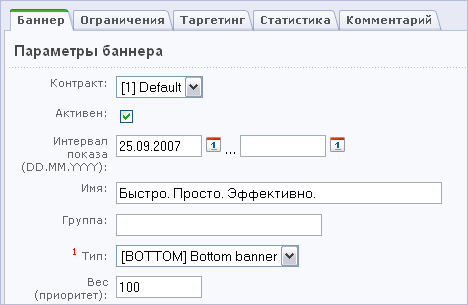 Баннер Ограничения Таргетинг Статистика Комментарий
Параметры баннера
Контракт: [1] Default
Активен:
Интервал
показа
(DD.MM.YYYY): 25.09.2007 1 ... 1
Имя: Быстро. Просто. Эффективно.
Группа:
1 Тип: [BOTTOM] Bottom banner
Вес
(приоритет): 100